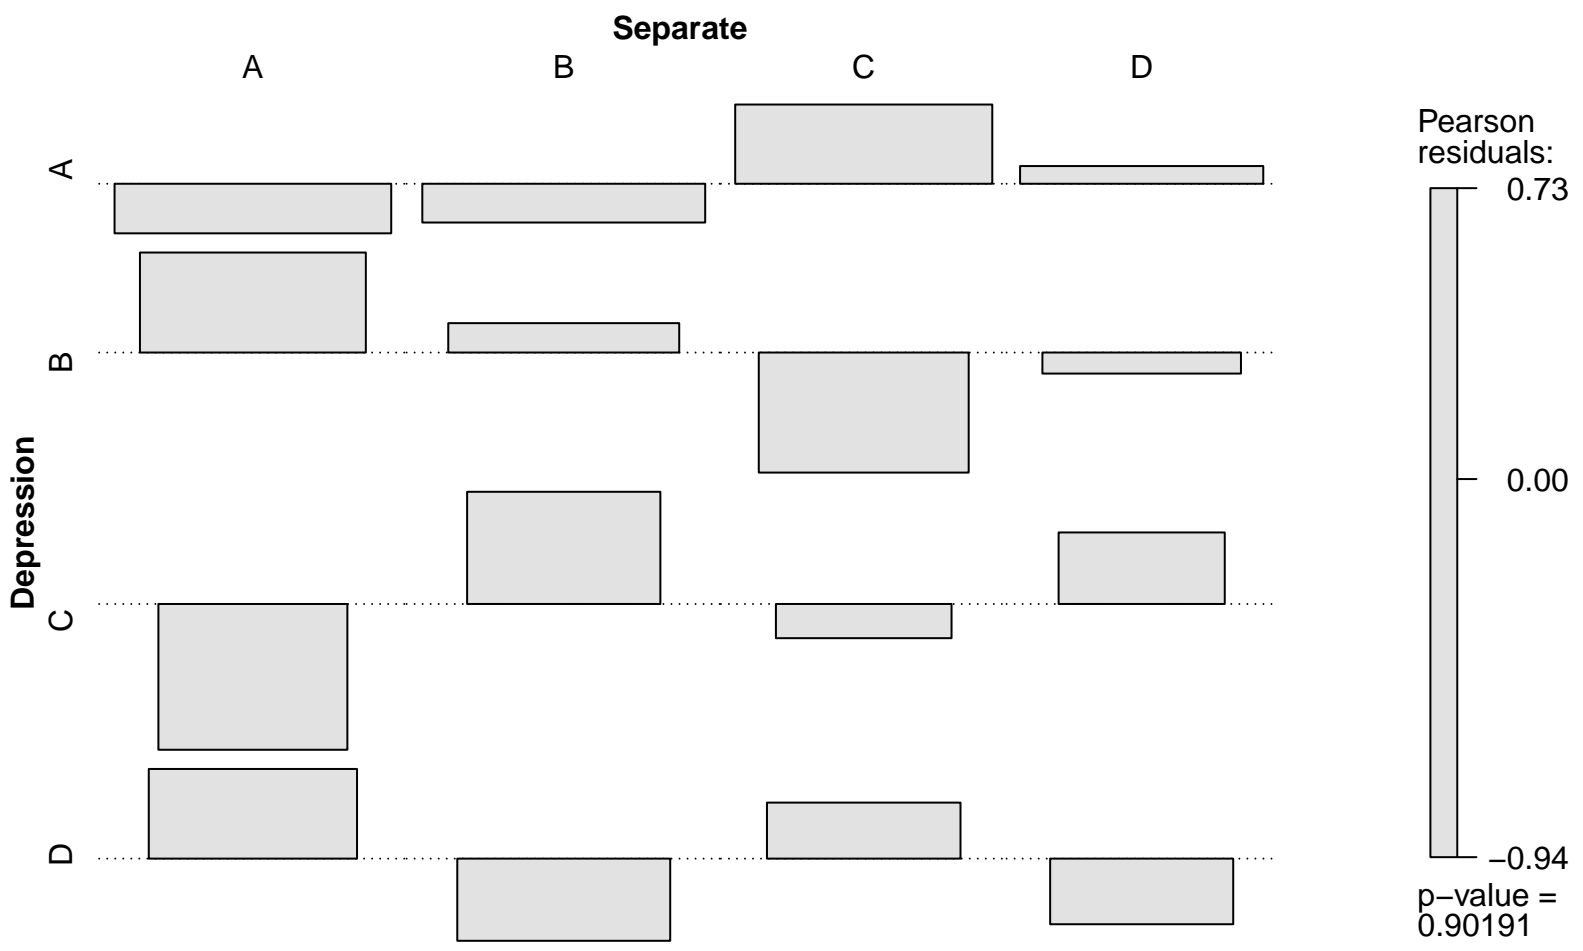 Separate
A B C D
Depression
A
B
C
D
Pearson
residuals:
0.73
0.00
−0.94
p−value =
0.90191